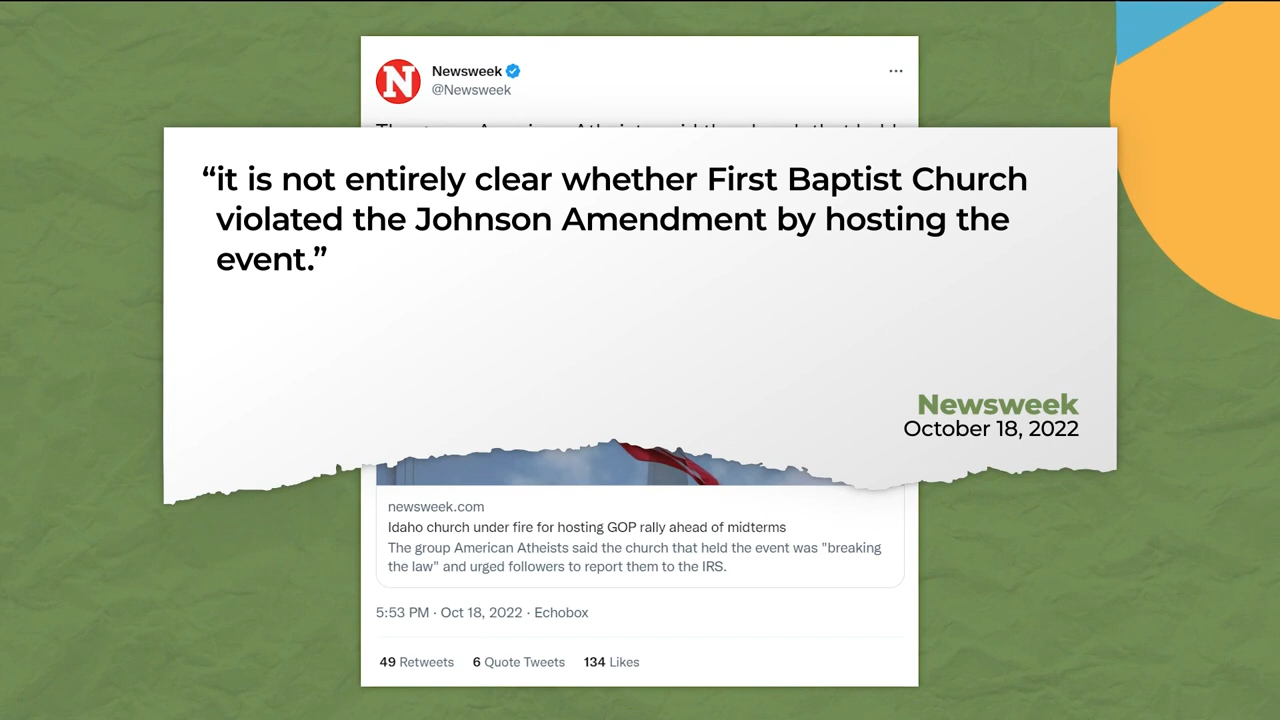 Newsweek
@Newsweek
“it is not entirely clear whether First Baptist Church
violated the Johnson Amendment by hosting the
event.”
Newsweek
October 18, 2022
newsweek.com
Idaho church under fire for hosting GOP rally ahead of midterms
The group American Atheists said the church that held the event was "breaking
the law" and urged followers to report them to the IRS.
5:53 PM · Oct 18, 2022 · Echobox
49 Retweets 6 Quote Tweets 134 Likes